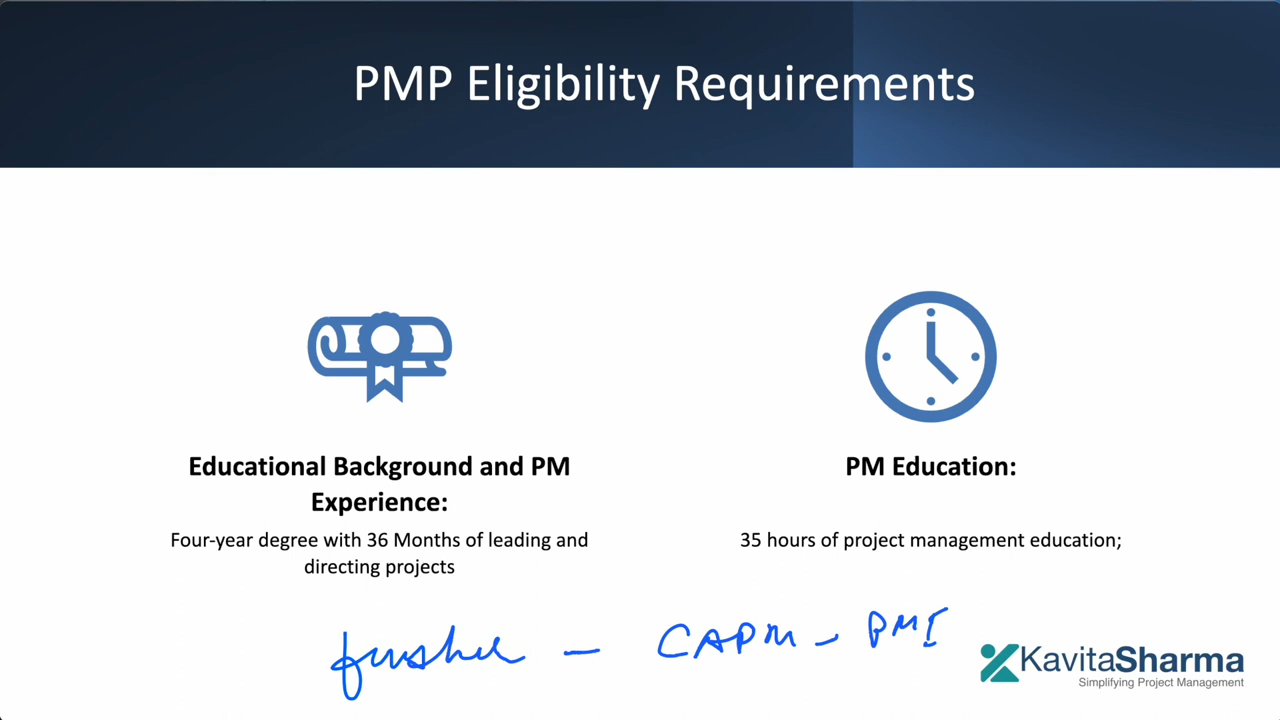 PMP Eligibility Requirements
Educational Background and PM
Experience:
Four-year degree with 36 Months of leading and
directing projects
PM Education:
35 hours of project management education;
– CAPM – PMI
KavitaSharma
Simplifying Project Management